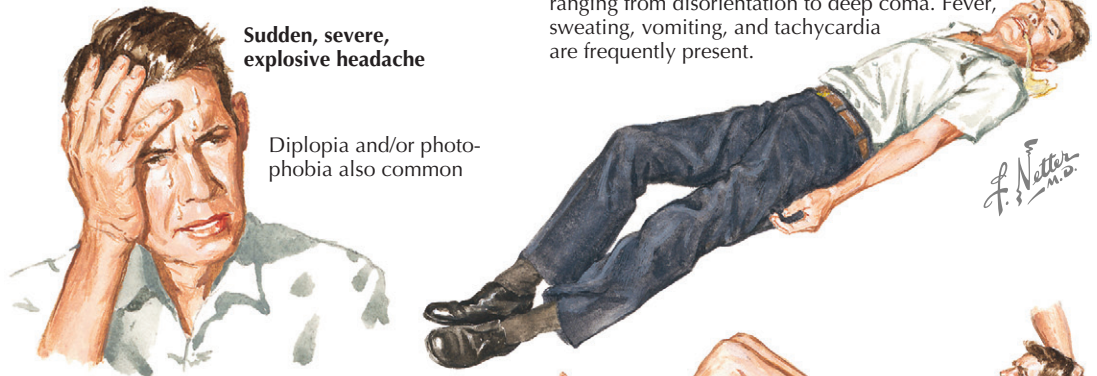 Sudden, severe,
explosive headache
Diplopia and/or photo-
phobia also common
ranging from disorientation to deep coma. Fever,
sweating, vomiting, and tachycardia
are frequently present.
F. Netter
M.D.